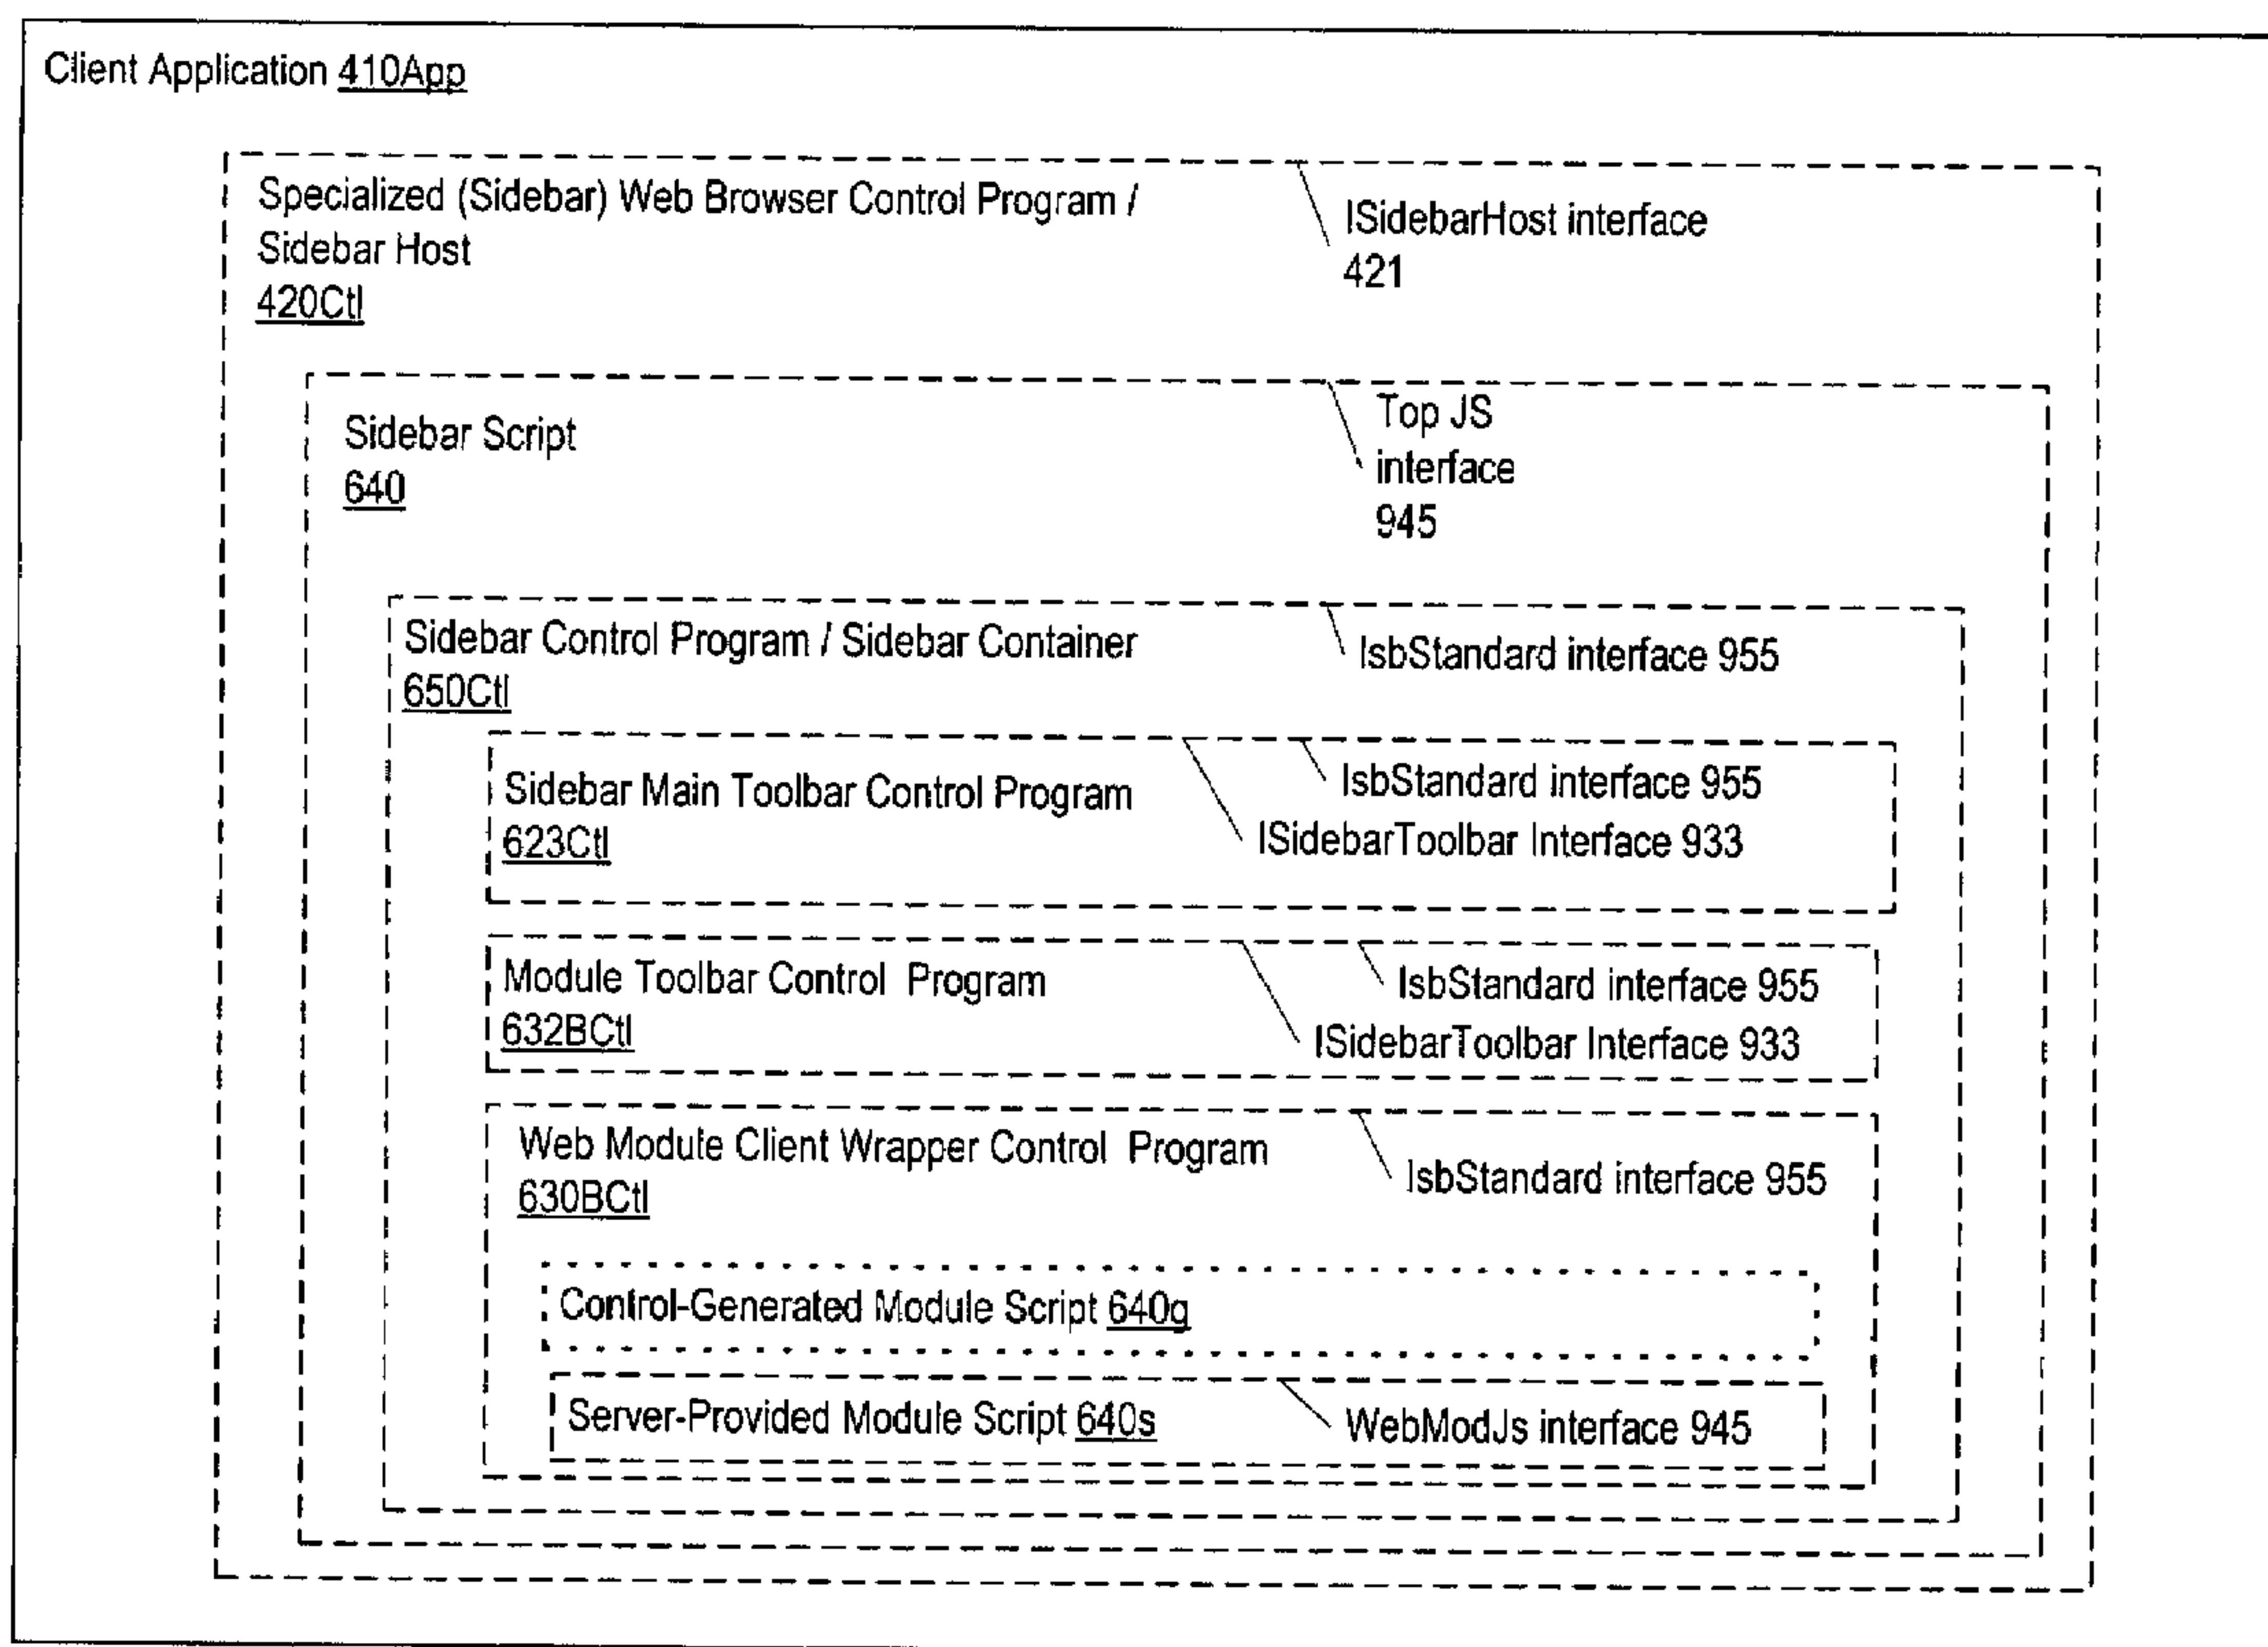 Client Application 410App
Specialized (Sidebar) Web Browser Control Program /
Sidebar Host
420Ctl
ISidebarHost interface
421
Sidebar Script
640
Top JS
interface
945
Sidebar Control Program / Sidebar Container
650Ctl
IsbStandard interface 955
Sidebar Main Toolbar Control Program
623Ctl
IsbStandard interface 955
ISidebarToolbar Interface 933
Module Toolbar Control Program
632BCtl
IsbStandard interface 955
ISidebarToolbar Interface 933
Web Module Client Wrapper Control Program
630BCtl
IsbStandard interface 955
Control-Generated Module Script 640g
Server-Provided Module Script 640s
WebModJs interface 945